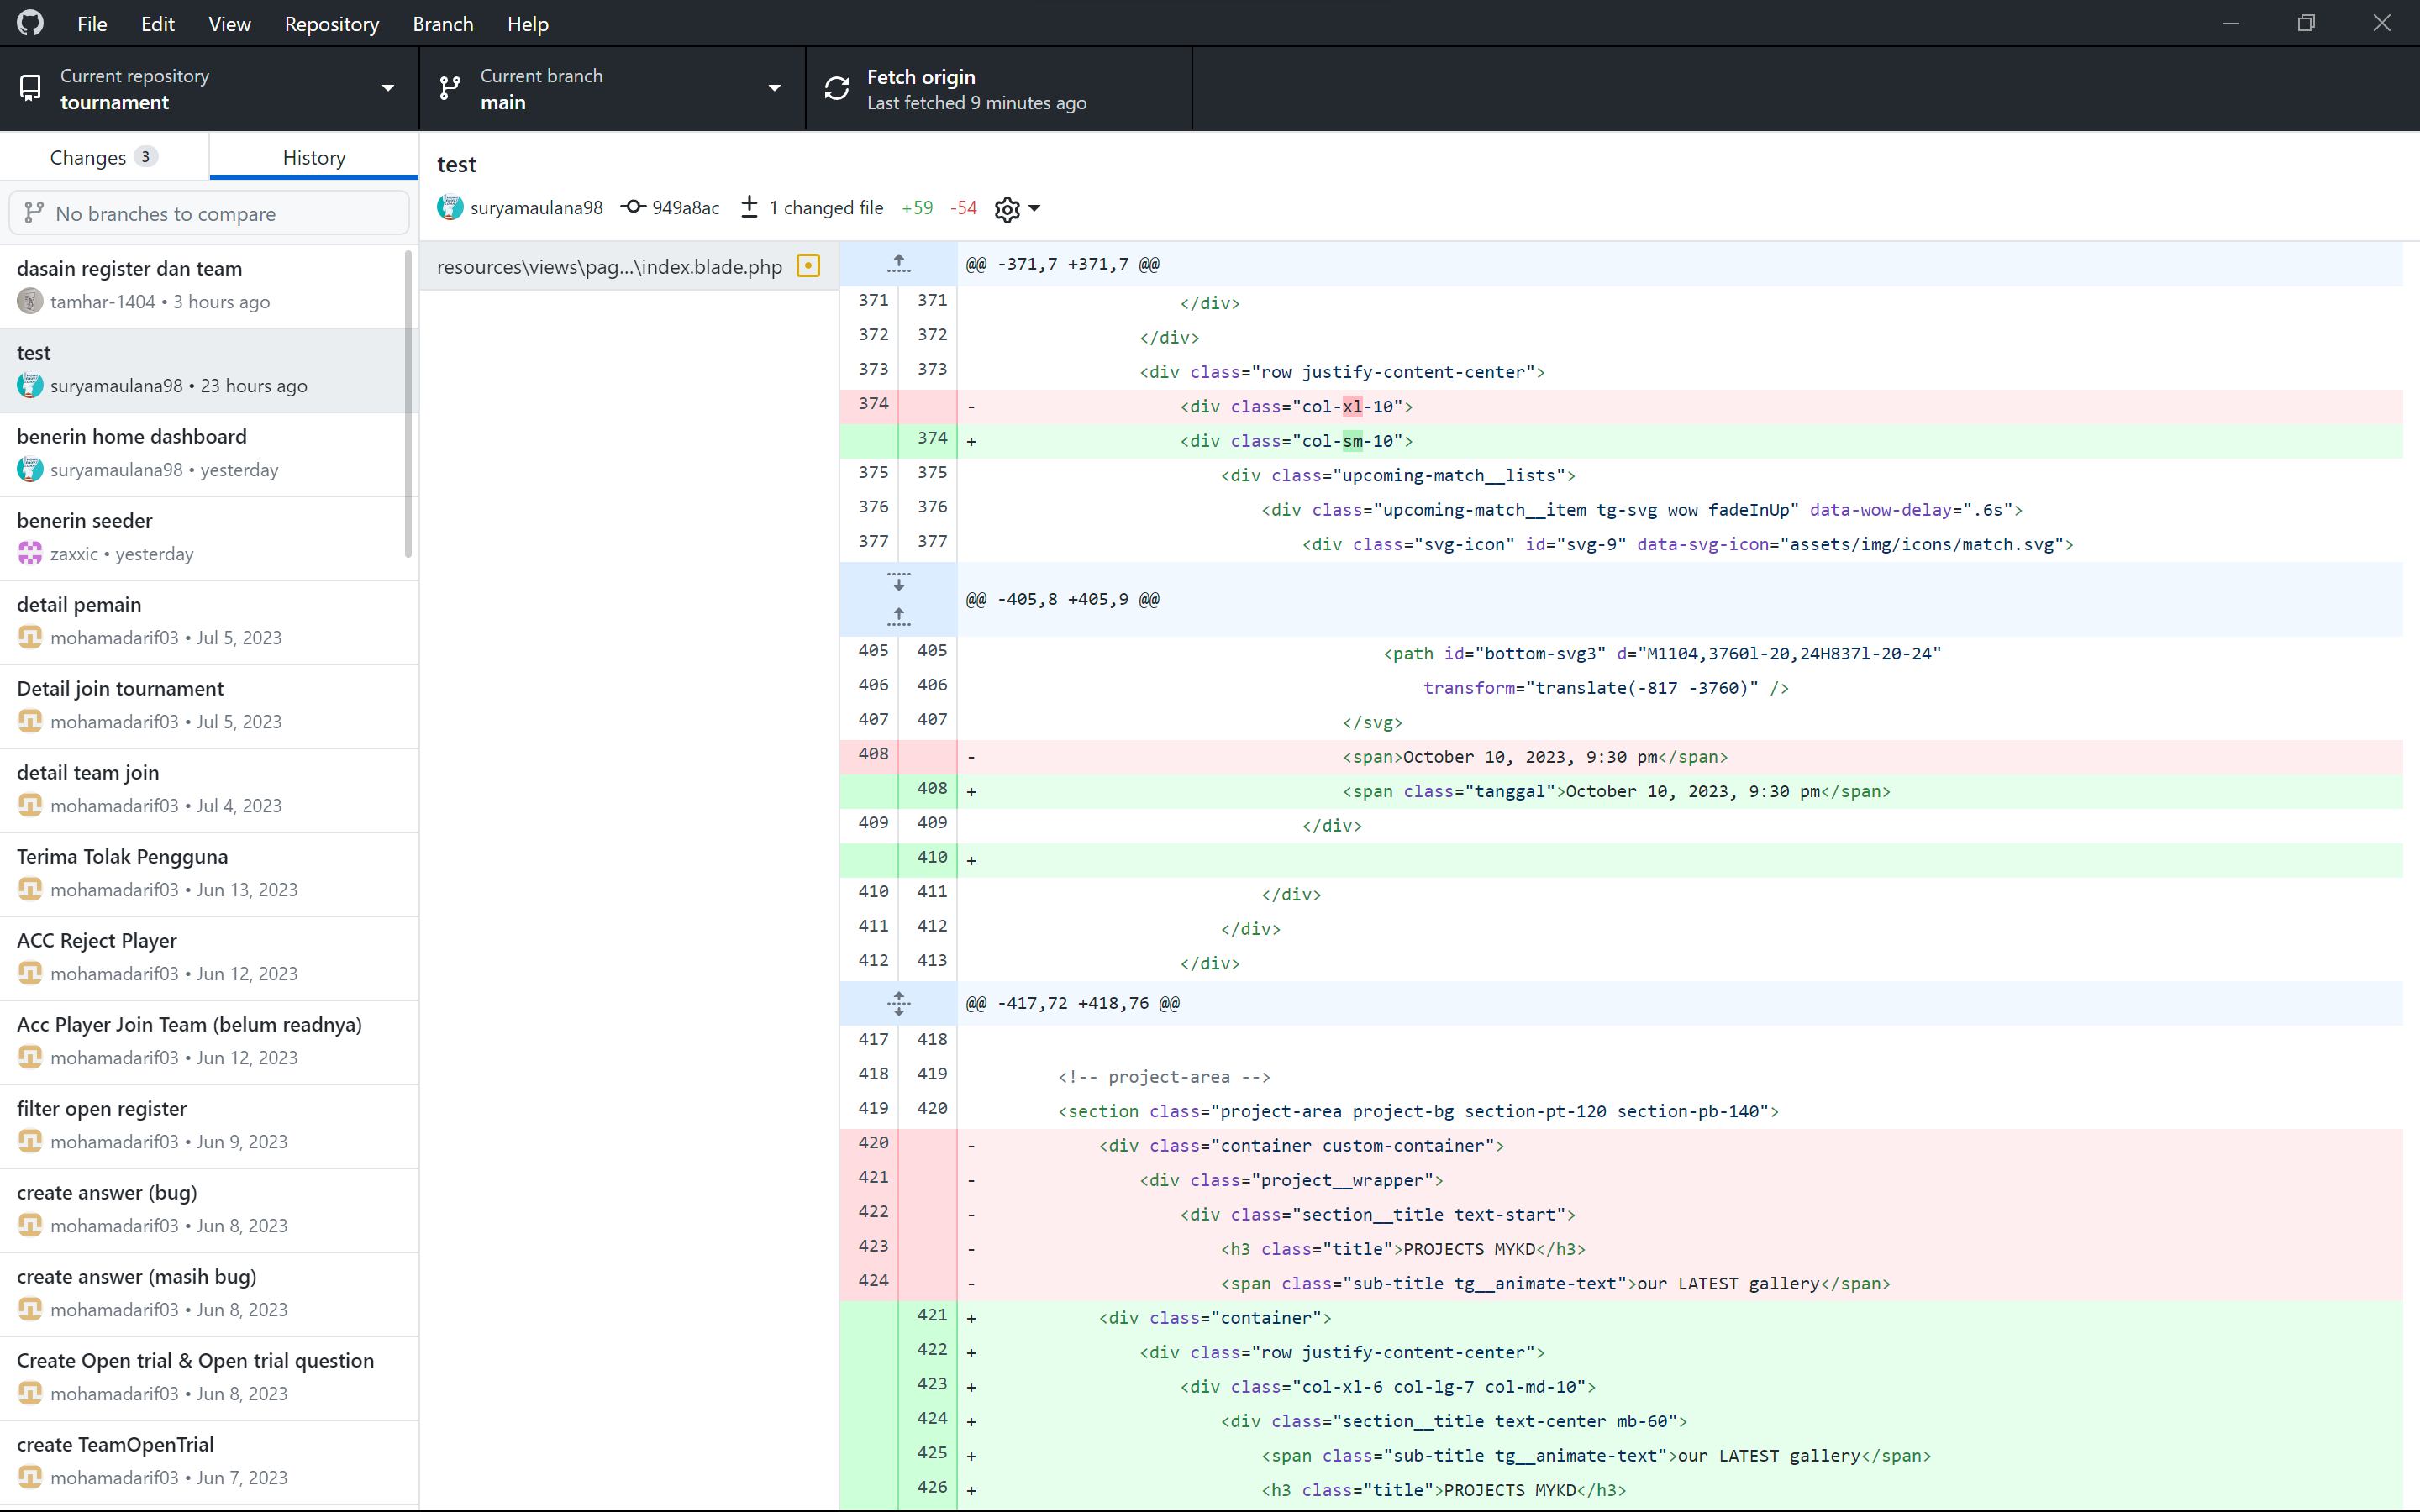 File Edit View Repository Branch Help
Current repository
tournament
Current branch
main
Fetch origin
Last fetched 9 minutes ago
Changes 3
History
No branches to compare
dasain register dan team
tamhar-1404 • 3 hours ago
test
suryamaulana98 • 23 hours ago
benerin home dashboard
suryamaulana98 • yesterday
benerin seeder
zaxxic • yesterday
detail pemain
mohamadarif03 • Jul 5, 2023
Detail join tournament
mohamadarif03 • Jul 5, 2023
detail team join
mohamadarif03 • Jul 4, 2023
Terima Tolak Pengguna
mohamadarif03 • Jun 13, 2023
ACC Reject Player
mohamadarif03 • Jun 12, 2023
Acc Player Join Team (belum readnya)
mohamadarif03 • Jun 12, 2023
filter open register
mohamadarif03 • Jun 9, 2023
create answer (bug)
mohamadarif03 • Jun 8, 2023
create answer (masih bug)
mohamadarif03 • Jun 8, 2023
Create Open trial & Open trial question
mohamadarif03 • Jun 8, 2023
create TeamOpenTrial
mohamadarif03 • Jun 7, 2023
test
suryamaulana98 949a8ac 1 changed file +59 -54
resources\views\pag...\index.blade.php
@@ -371,7 +371,7 @@
371 371 </div>
372 372 </div>
373 373 <div class="row justify-content-center">
374 - <div class="col-xl-10">
374 + <div class="col-sm-10">
375 375 <div class="upcoming-match__lists">
376 376 <div class="upcoming-match__item tg-svg wow fadeInUp" data-wow-delay=".6s">
377 377 <div class="svg-icon" id="svg-9" data-svg-icon="assets/img/icons/match.svg">
@@ -405,8 +405,9 @@
405 405 <path id="bottom-svg3" d="M1104,3760l-20,24H837l-20-24"
406 406 transform="translate(-817 -3760)" />
407 407 </svg>
408 - <span>October 10, 2023, 9:30 pm</span>
408 + <span class="tanggal">October 10, 2023, 9:30 pm</span>
409 409 </div>
410 +
410 411 </div>
411 412 </div>
412 413 </div>
@@ -417,72 +418,76 @@
417 418
418 419 <!-- project-area -->
419 420 <section class="project-area project-bg section-pt-120 section-pb-140">
420 - <div class="container custom-container">
421 - <div class="project__wrapper">
422 - <div class="section__title text-start">
423 - <h3 class="title">PROJECTS MYKD</h3>
424 - <span class="sub-title tg__animate-text">our LATEST gallery</span>
421 + <div class="container">
422 + <div class="row justify-content-center">
423 + <div class="col-xl-6 col-lg-7 col-md-10">
424 + <div class="section__title text-center mb-60">
425 + <span class="sub-title tg__animate-text">our LATEST gallery</span>
426 + <h3 class="title">PROJECTS MYKD</h3>